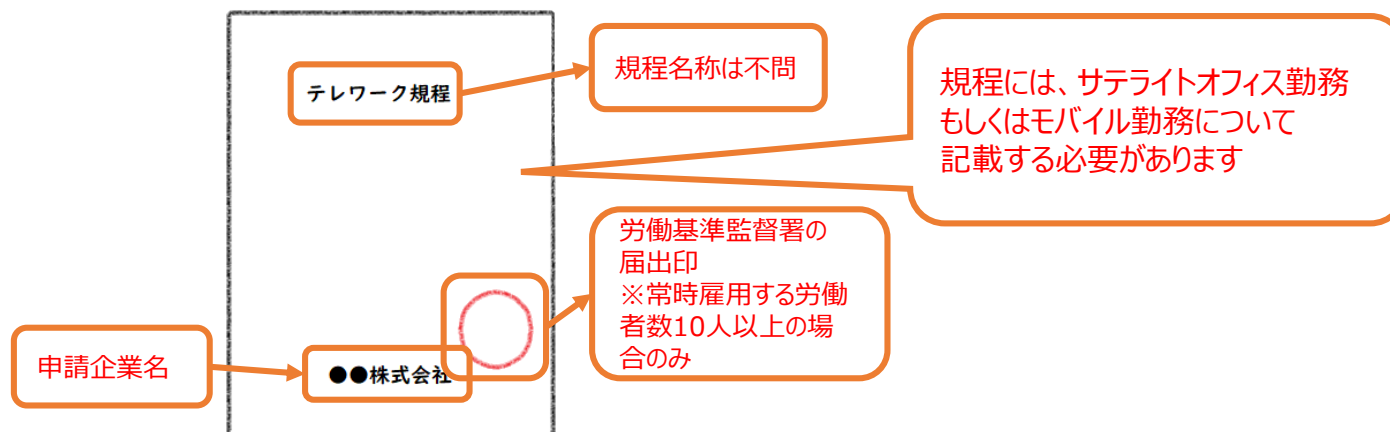 テレワーク規程
規程名称は不問
規程には、サテライトオフィス勤務
もしくはモバイル勤務について
記載する必要があります
労働基準監督署の
届出印
※常時雇用する労働
者数10人以上の場
合のみ
申請企業名
●●株式会社